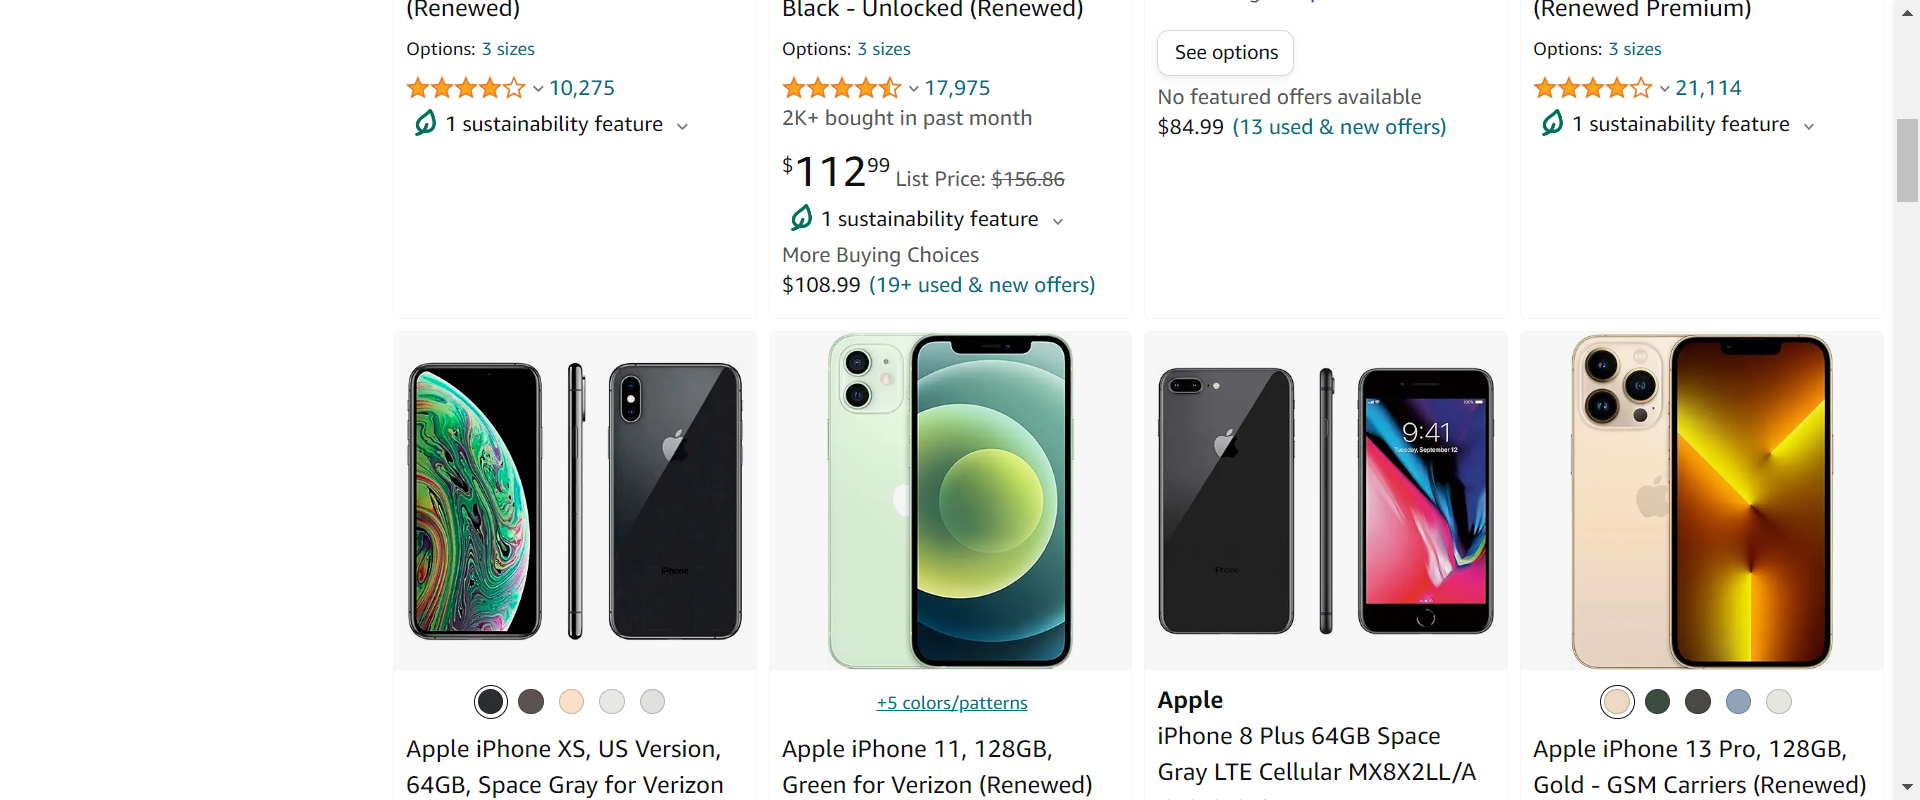 (Renewed)
Options: 3 sizes
10,275
1 sustainability feature
Black - Unlocked (Renewed)
Options: 3 sizes
17,975
2K+ bought in past month
$112.99 List Price: $156.86
1 sustainability feature
More Buying Choices
$108.99 (19+ used & new offers)
See options
No featured offers available
$84.99 (13 used & new offers)
(Renewed Premium)
Options: 3 sizes
21,114
1 sustainability feature
iPhone
Apple iPhone XS, US Version,
64GB, Space Gray for Verizon
+5 colors/patterns
Apple iPhone 11, 128GB,
Green for Verizon (Renewed)
iPhone
9:41
Tuesday, September 12
Apple
iPhone 8 Plus 64GB Space
Gray LTE Cellular MX8X2LL/A
Apple iPhone 13 Pro, 128GB,
Gold - GSM Carriers (Renewed)